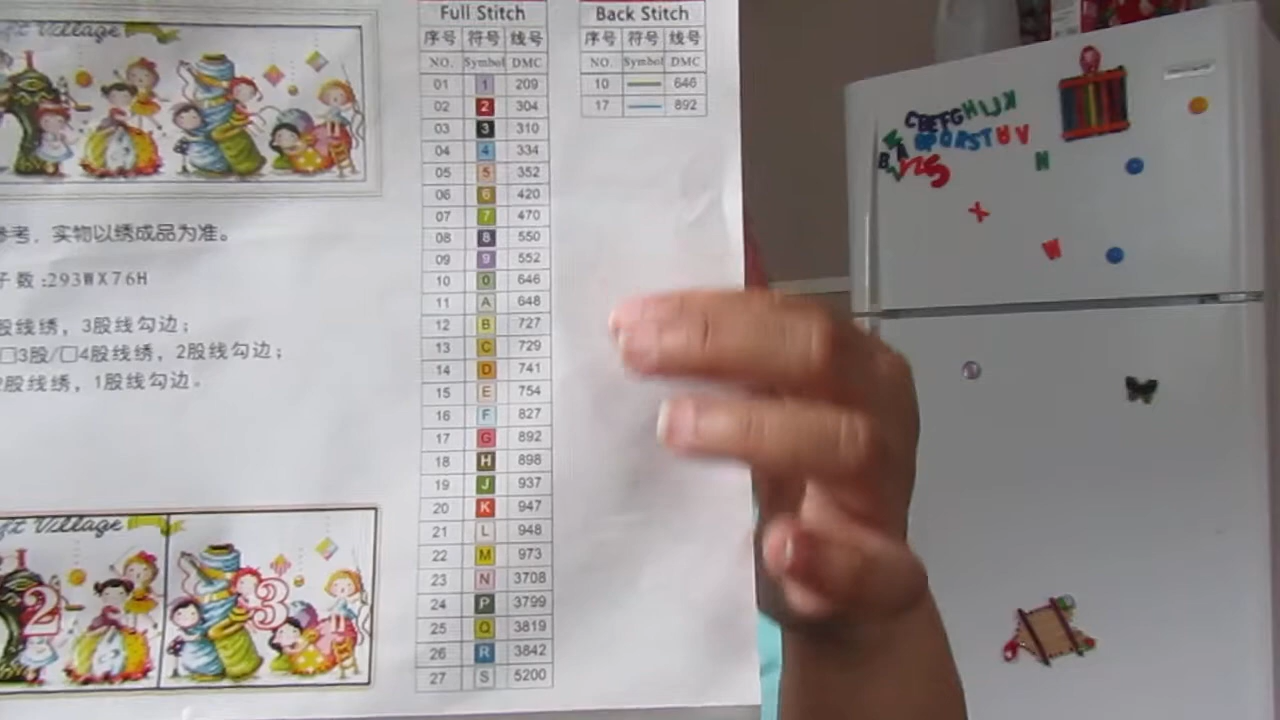 Village
参考，实物以绣成品为准。
子数:293WX76H
股线绣，3股线勾边；
□3股/□4股线绣，2股线勾边；
股线绣，1股线勾边。
Village
2
3
Full Stitch
序号 符号 线号
NO. Symbol DMC
01 1 209
02 2 304
03 3 310
04 4 334
05 5 352
06 6 420
07 7 470
08 8 550
09 9 552
10 0 646
11 A 648
12 B 727
13 C 729
14 D 741
15 E 754
16 F 827
17 G 892
18 H 898
19 J 937
20 K 947
21 L 948
22 M 973
23 N 3708
24 P 3799
25 Q 3819
26 R 3842
27 S 5200
Back Stitch
序号 符号 线号
NO. Symbol DMC
10 646
17 892
CBEFGHIJK
QRSTUV
B A
S
N
X
W